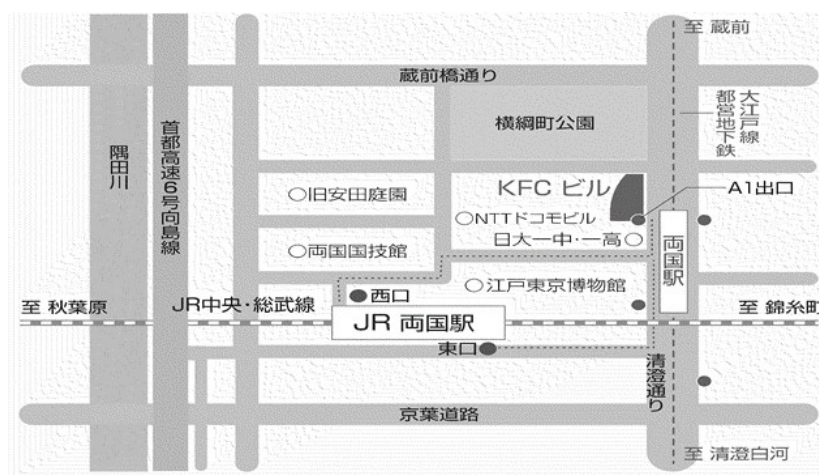 至 蔵前
蔵前橋通り
大江戸線
都営地下鉄
横綱町公園
隅田川
首都高速6号向島線
KFC ビル
A1出口
○旧安田庭園
○NTTドコモビル
日大一中・一高○
○両国国技館
両国駅
○江戸東京博物館
西口
至 秋葉原
JR中央・総武線
JR 両国駅
至 錦糸町
東口
清澄通り
京葉道路
至 清澄白河